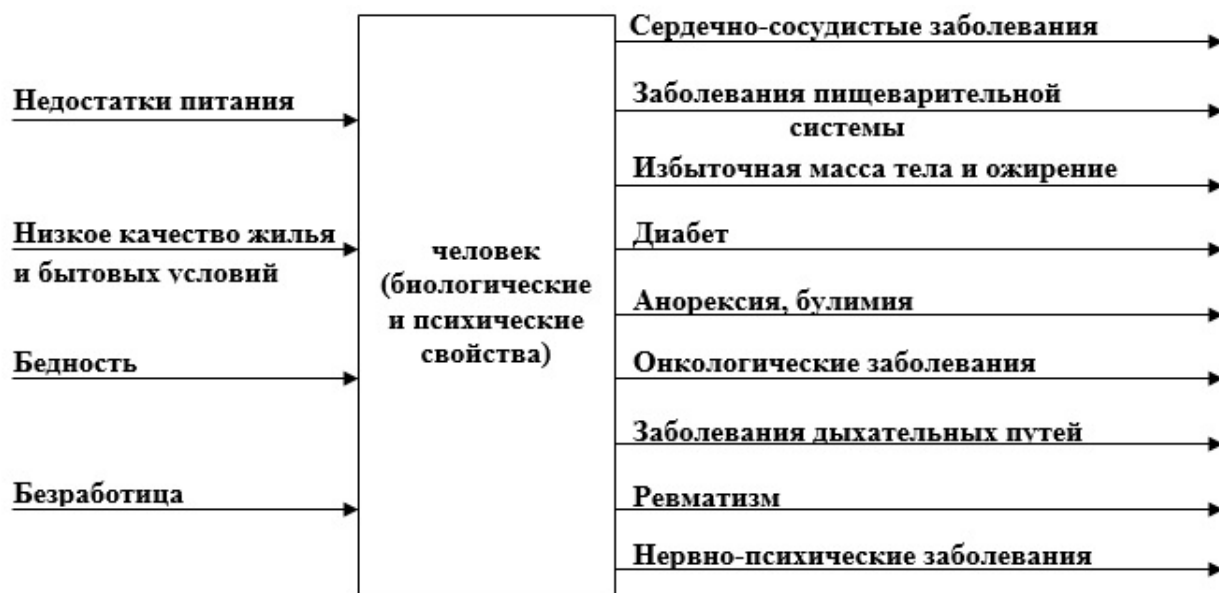 Недостатки питания
Низкое качество жилья
и бытовых условий
Бедность
Безработица
человек
(биологические
и психические
свойства)
Сердечно-сосудистые заболевания
Заболевания пищеварительной
системы
Избыточная масса тела и ожирение
Диабет
Анорексия, булимия
Онкологические заболевания
Заболевания дыхательных путей
Ревматизм
Нервно-психические заболевания